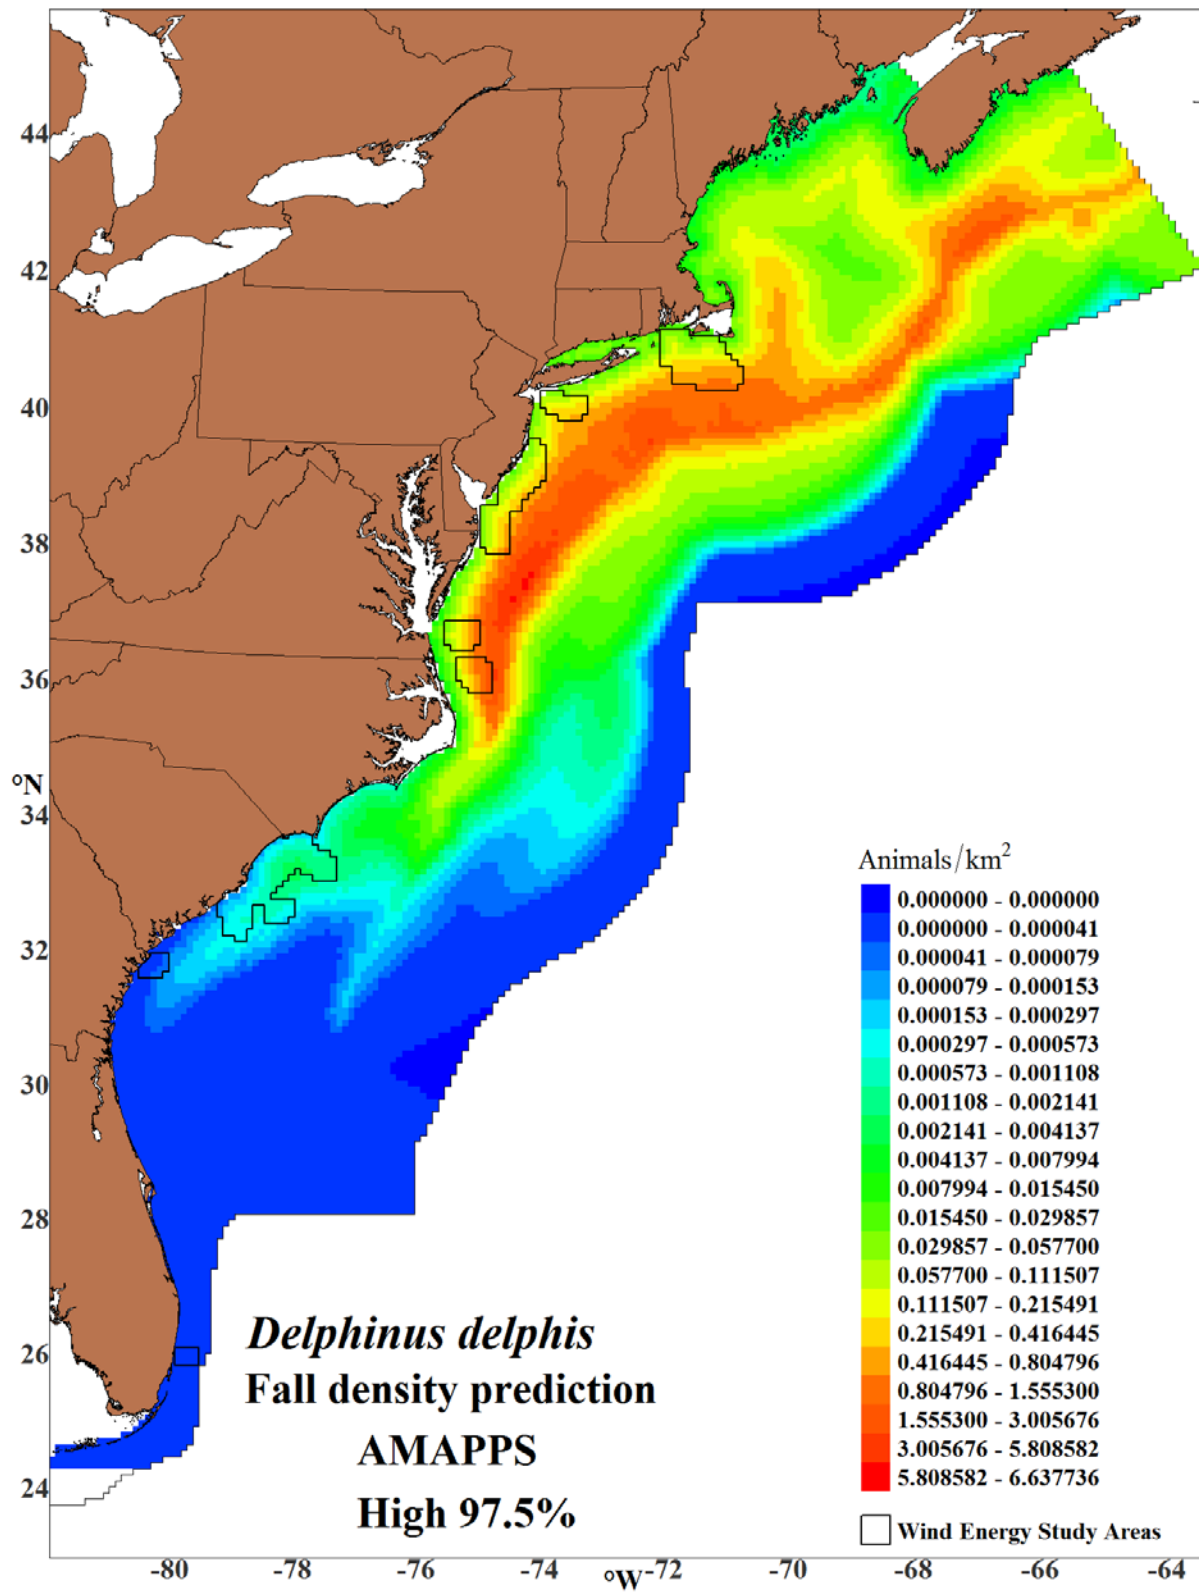 44
42
40
38
36
°N
34
32
30
28
26
24
Animals/km²
0.000000 - 0.000000
0.000000 - 0.000041
0.000041 - 0.000079
0.000079 - 0.000153
0.000153 - 0.000297
0.000297 - 0.000573
0.000573 - 0.001108
0.001108 - 0.002141
0.002141 - 0.004137
0.004137 - 0.007994
0.007994 - 0.015450
0.015450 - 0.029857
0.029857 - 0.057700
0.057700 - 0.111507
0.111507 - 0.215491
0.215491 - 0.416445
0.416445 - 0.804796
0.804796 - 1.555300
1.555300 - 3.005676
3.005676 - 5.808582
5.808582 - 6.637736
Wind Energy Study Areas
Delphinus delphis
Fall density prediction
AMAPPS
High 97.5%
-80 -78 -76 -74 °W -72 -70 -68 -66 -64